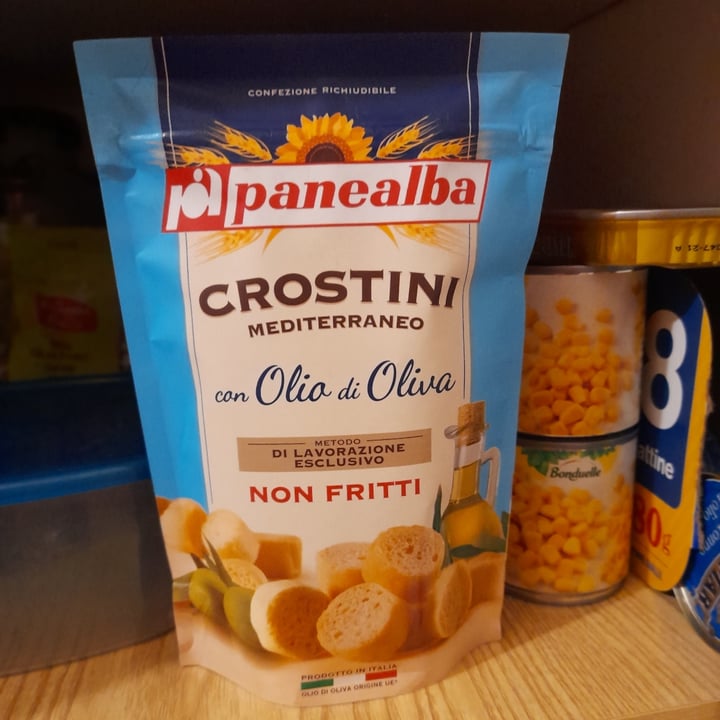 CONFEZIONE RICHIUDIBILE
panealba
CROSTINI
MEDITERRANEO
con Olio di Oliva
METODO
DI LAVORAZIONE
ESCLUSIVO
NON FRITTI
PRODOTTO IN ITALIA
OLIO DI OLIVA ORIGINE UE*
8
attine
80g
Bonduelle